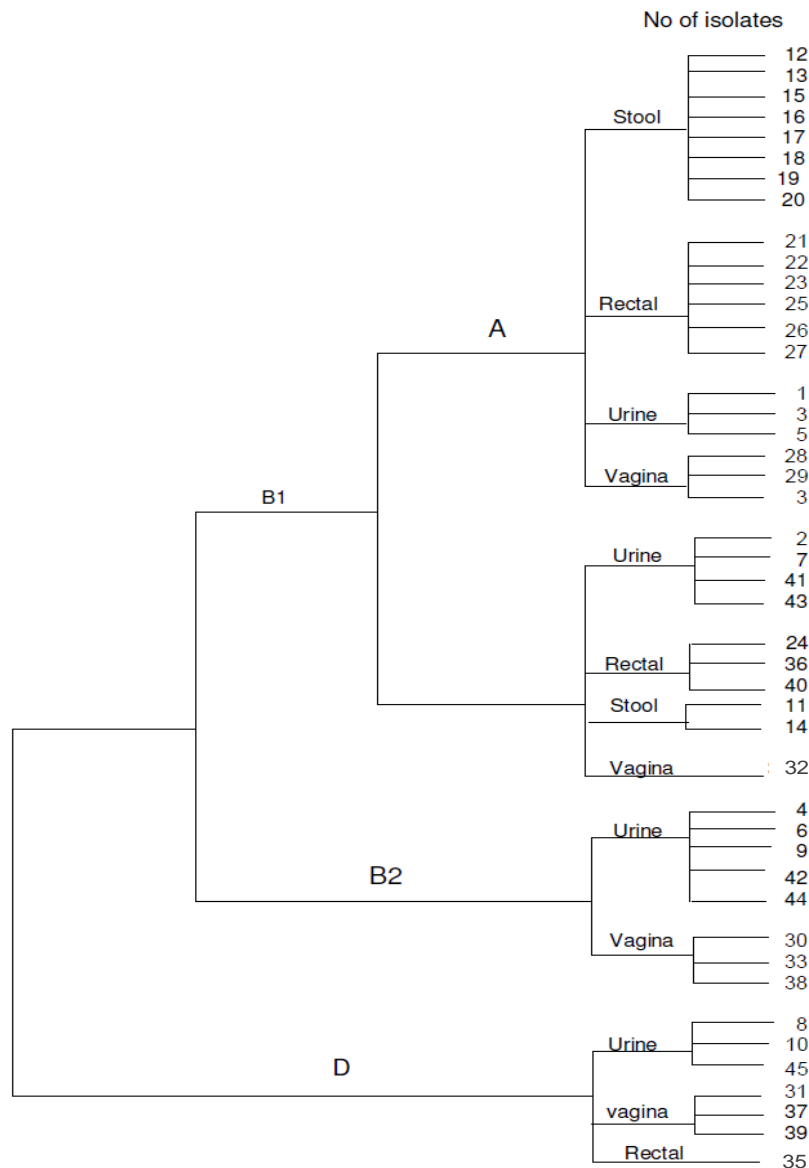 No of isolates
12
13
15
Stool 16
17
18
19
20
21
22
23
Rectal 25
26
A 27
1
Urine 3
5
28
Vagina 29
B1 3
2
Urine 7
41
43
24
Rectal 36
40
Stool 11
14
Vagina 32
4
Urine 6
9
B2 42
44
Vagina 30
33
38
8
Urine 10
D 45
31
vagina 37
39
Rectal 35